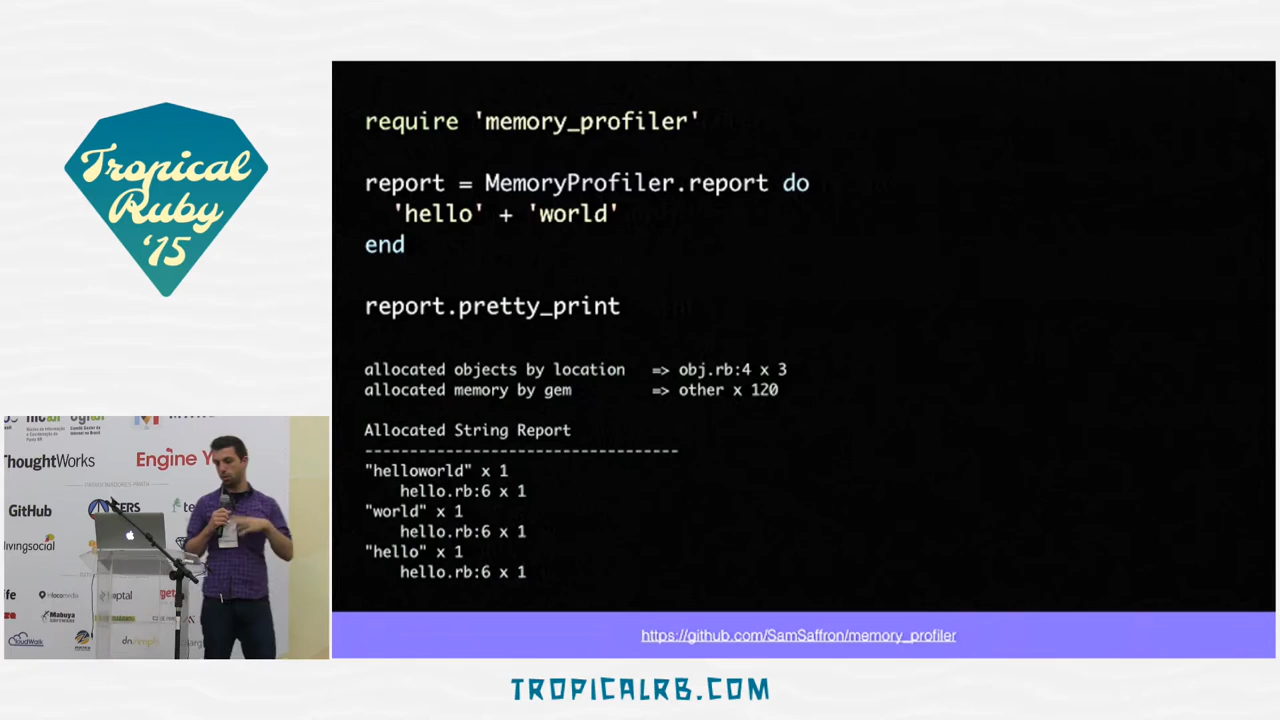 Tropical
Ruby
'15
require 'memory_profiler'
report = MemoryProfiler.report do
'hello' + 'world'
end
report.pretty_print
allocated objects by location => obj.rb:4 x 3
allocated memory by gem => other x 120
Allocated String Report
---------------------------------
"helloworld" x 1
hello.rb:6 x 1
"world" x 1
hello.rb:6 x 1
"hello" x 1
hello.rb:6 x 1
https://github.com/SamSaffron/memory_profiler
ThoughtWorks
Engine Y
GitHub
livingsocial
Mabuya
CloudWalk
TROPICALRB.COM